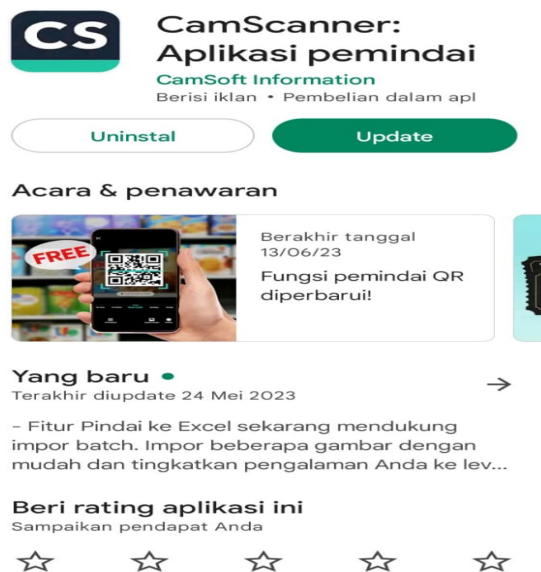 CS
CamScanner:
Aplikasi pemindai
CamSoft Information
Berisi iklan • Pembelian dalam apl
Uninstal
Update
Acara & penawaran
FREE
Berakhir tanggal
13/06/23
Fungsi pemindai QR
diperbarui!
Yang baru •
Terakhir diupdate 24 Mei 2023
- Fitur Pindai ke Excel sekarang mendukung
impor batch. Impor beberapa gambar dengan
mudah dan tingkatkan pengalaman Anda ke lev...
Beri rating aplikasi ini
Sampaikan pendapat Anda